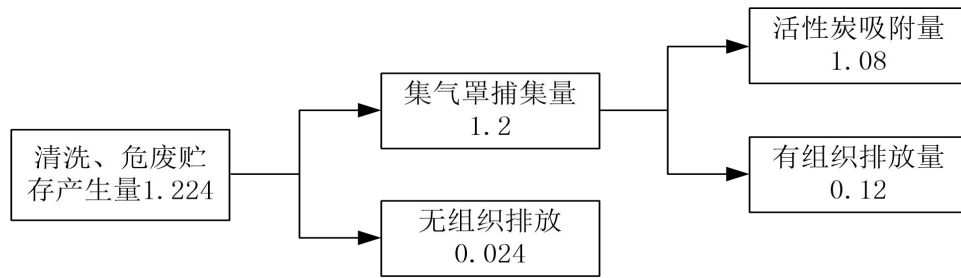 清洗、危废贮
存产生量1.224
集气罩捕集量
1.2
无组织排放
0.024
活性炭吸附量
1.08
有组织排放量
0.12